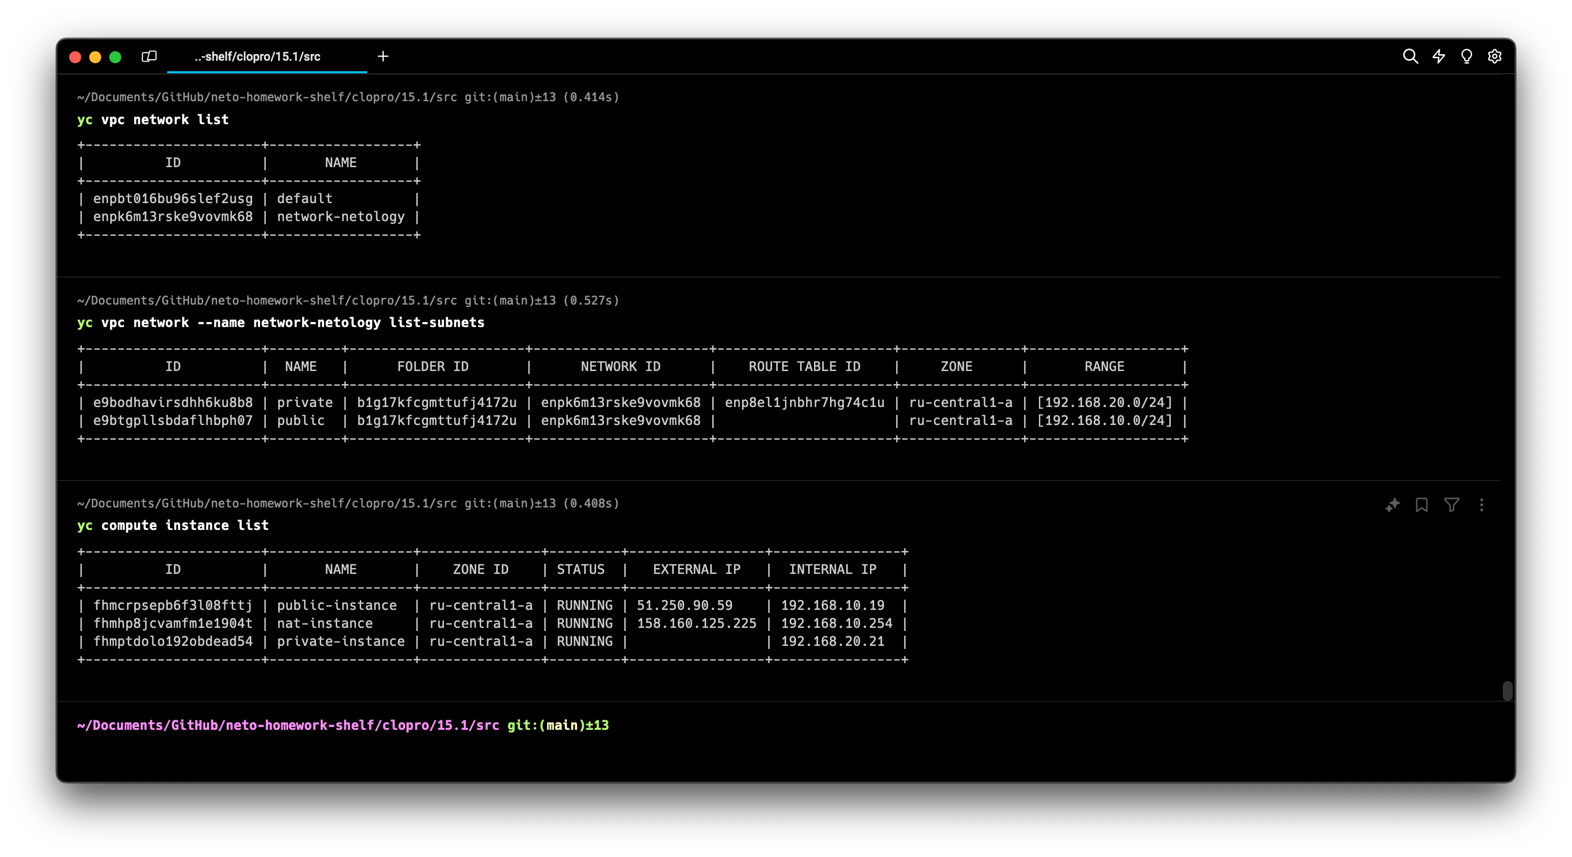 ..-shelf/clopro/15.1/src
~/Documents/GitHub/neto-homework-shelf/clopro/15.1/src git:(main)±13 (0.414s)
yc vpc network list
+----------------------+------------------+
|          ID          |       NAME       |
+----------------------+------------------+
| enpbt016bu96slef2usg | default          |
| enpk6m13rske9vovmk68 | network-netology |
+----------------------+------------------+
~/Documents/GitHub/neto-homework-shelf/clopro/15.1/src git:(main)±13 (0.527s)
yc vpc network --name network-netology list-subnets
+----------------------+---------+----------------------+----------------------+----------------------+---------------+-------------------+
|          ID          |  NAME   |      FOLDER ID       |      NETWORK ID      |    ROUTE TABLE ID    |     ZONE      |       RANGE       |
+----------------------+---------+----------------------+----------------------+----------------------+---------------+-------------------+
| e9bodhavirsdhh6ku8b8 | private | b1g17kfcgmttufj4172u | enpk6m13rske9vovmk68 | enp8el1jnbhr7hg74c1u | ru-central1-a | [192.168.20.0/24] |
| e9btgpllsbdaflhbph07 | public  | b1g17kfcgmttufj4172u | enpk6m13rske9vovmk68 |                      | ru-central1-a | [192.168.10.0/24] |
+----------------------+---------+----------------------+----------------------+----------------------+---------------+-------------------+
~/Documents/GitHub/neto-homework-shelf/clopro/15.1/src git:(main)±13 (0.408s)
yc compute instance list
+----------------------+------------------+---------------+---------+-----------------+----------------+
|          ID          |       NAME       |    ZONE ID    | STATUS  |   EXTERNAL IP   |  INTERNAL IP   |
+----------------------+------------------+---------------+---------+-----------------+----------------+
| fhmcrpsepb6f3l08fttj | public-instance  | ru-central1-a | RUNNING | 51.250.90.59    | 192.168.10.19  |
| fhmhp8jcvamfm1e1904t | nat-instance     | ru-central1-a | RUNNING | 158.160.125.225 | 192.168.10.254 |
| fhmptdolo192obdead54 | private-instance | ru-central1-a | RUNNING |                 | 192.168.20.21  |
+----------------------+------------------+---------------+---------+-----------------+----------------+
~/Documents/GitHub/neto-homework-shelf/clopro/15.1/src git:(main)±13